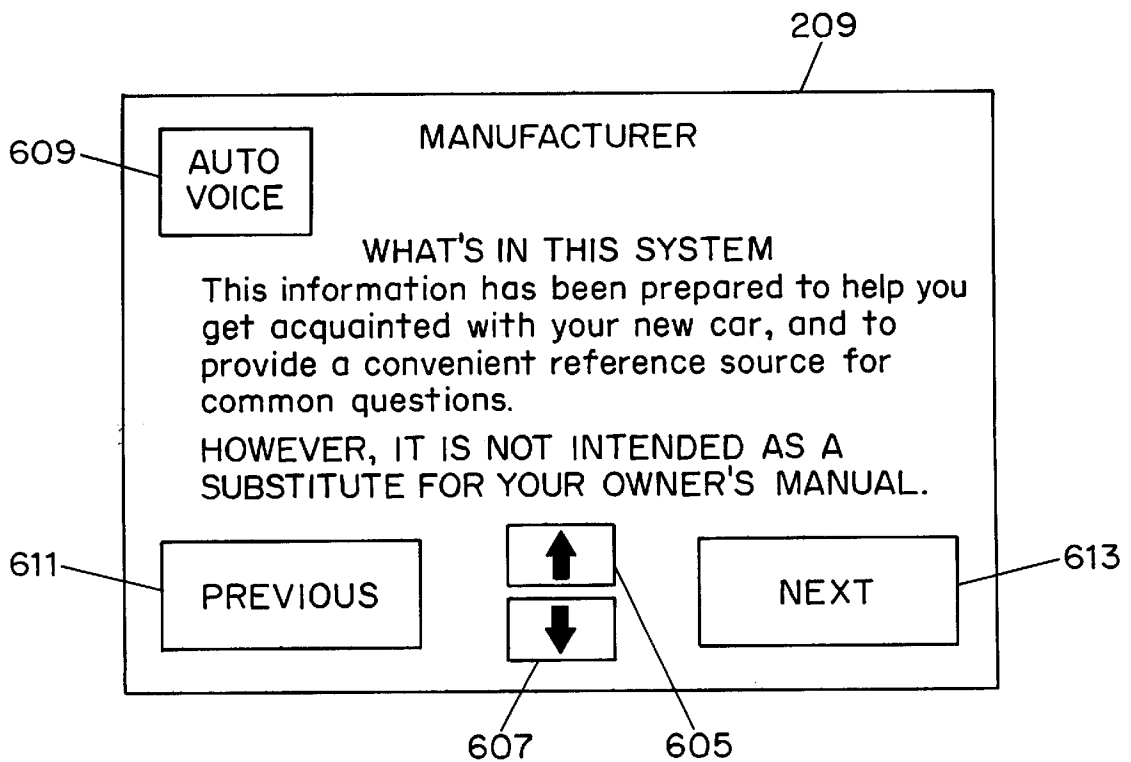 209
MANUFACTURER
609
AUTO
VOICE
WHAT'S IN THIS SYSTEM
This information has been prepared to help you
get acquainted with your new car, and to
provide a convenient reference source for
common questions.
HOWEVER, IT IS NOT INTENDED AS A
SUBSTITUTE FOR YOUR OWNER'S MANUAL.
611
PREVIOUS
NEXT
613
607
605